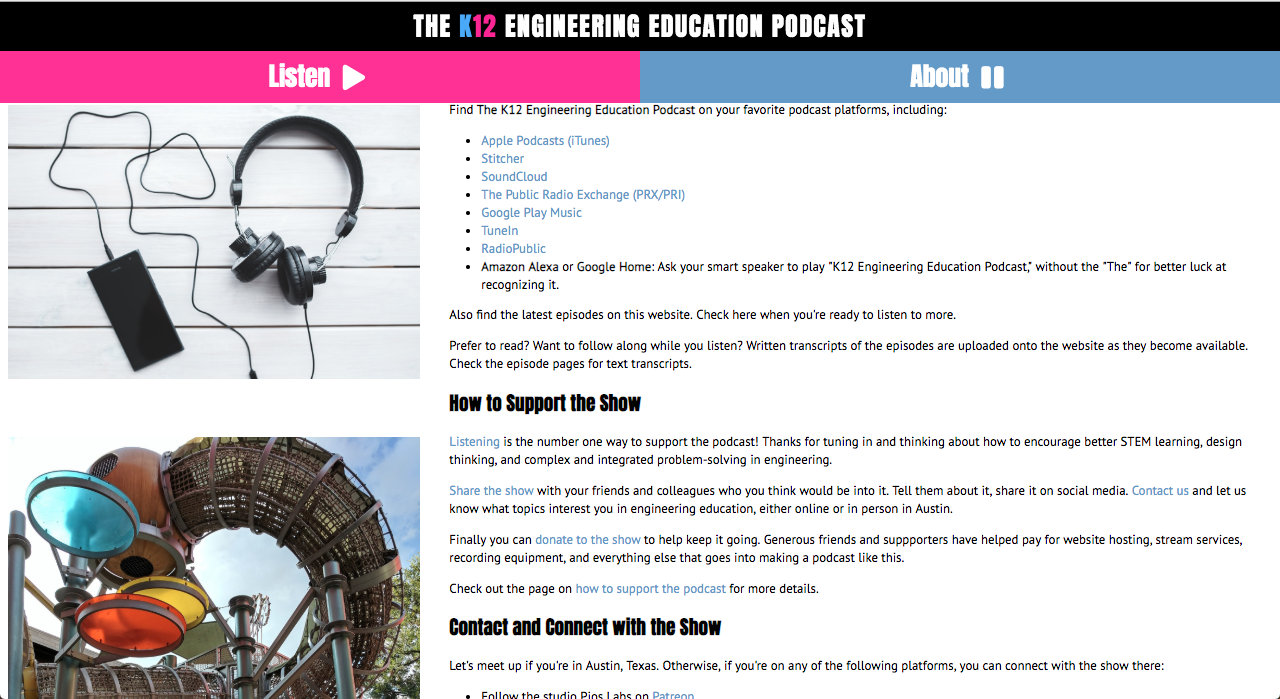 THE K12 ENGINEERING EDUCATION PODCAST
Listen
About
Find The K12 Engineering Education Podcast on your favorite podcast platforms, including:
Apple Podcasts (iTunes)
Stitcher
SoundCloud
The Public Radio Exchange (PRX/PRI)
Google Play Music
TuneIn
RadioPublic
Amazon Alexa or Google Home: Ask your smart speaker to play "K12 Engineering Education Podcast," without the "The" for better luck at
recognizing it.
Also find the latest episodes on this website. Check here when you're ready to listen to more.
Prefer to read? Want to follow along while you listen? Written transcripts of the episodes are uploaded onto the website as they become available.
Check the episode pages for text transcripts.
How to Support the Show
Listening is the number one way to support the podcast! Thanks for tuning in and thinking about how to encourage better STEM learning, design
thinking, and complex and integrated problem-solving in engineering.
Share the show with your friends and colleagues who you think would be into it. Tell them about it, share it on social media. Contact us and let us
know what topics interest you in engineering education, either online or in person in Austin.
Finally you can donate to the show to help keep it going. Generous friends and suppporters have helped pay for website hosting, stream services,
recording equipment, and everything else that goes into making a podcast like this.
Check out the page on how to support the podcast for more details.
Contact and Connect with the Show
Let's meet up if you're in Austin, Texas. Otherwise, if you're on any of the following platforms, you can connect with the show there:
Follow the studio Pios Labs on Patreon